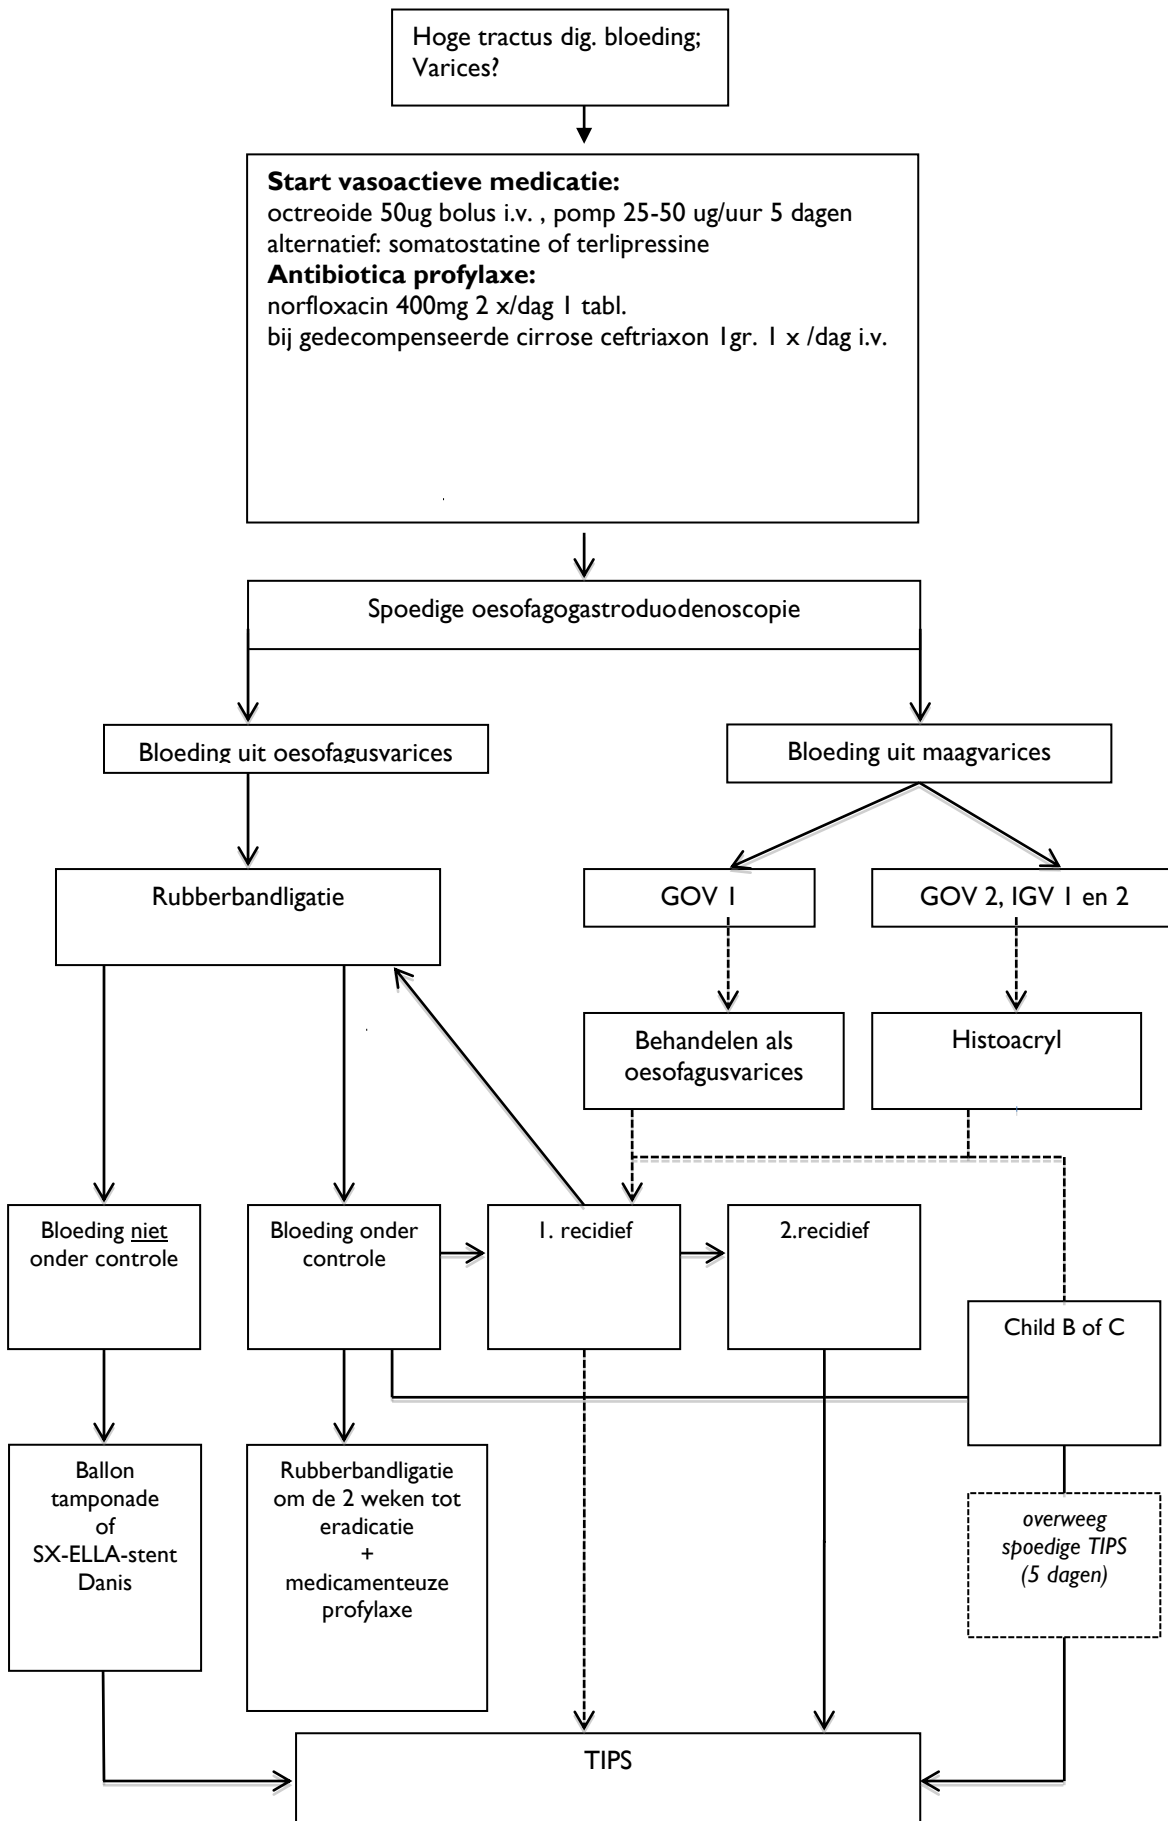 Hoge tractus dig. bloeding;
Varices?
Start vasoactieve medicatie:
octreoide 50ug bolus i.v. , pomp 25-50 ug/uur 5 dagen
alternatief: somatostatine of terlipressine
Antibiotica profylaxe:
norfloxacin 400mg 2 x/dag 1 tabl.
bij gedecompenseerde cirrose ceftriaxon 1gr. 1 x /dag i.v.
Spoedige oesofagogastroduodenoscopie
Bloeding uit oesofagusvarices
Bloeding uit maagvarices
Rubberbandligatie
GOV 1
GOV 2, IGV 1 en 2
Behandelen als
oesofagusvarices
Histoacryl
Bloeding niet
onder controle
Bloeding onder
controle
1. recidief
2.recidief
Child B of C
Ballon
tamponade
of
SX-ELLA-stent
Danis
Rubberbandligatie
om de 2 weken tot
eradicatie
+
medicamenteuze
profylaxe
overweeg
spoedige TIPS
(5 dagen)
TIPS